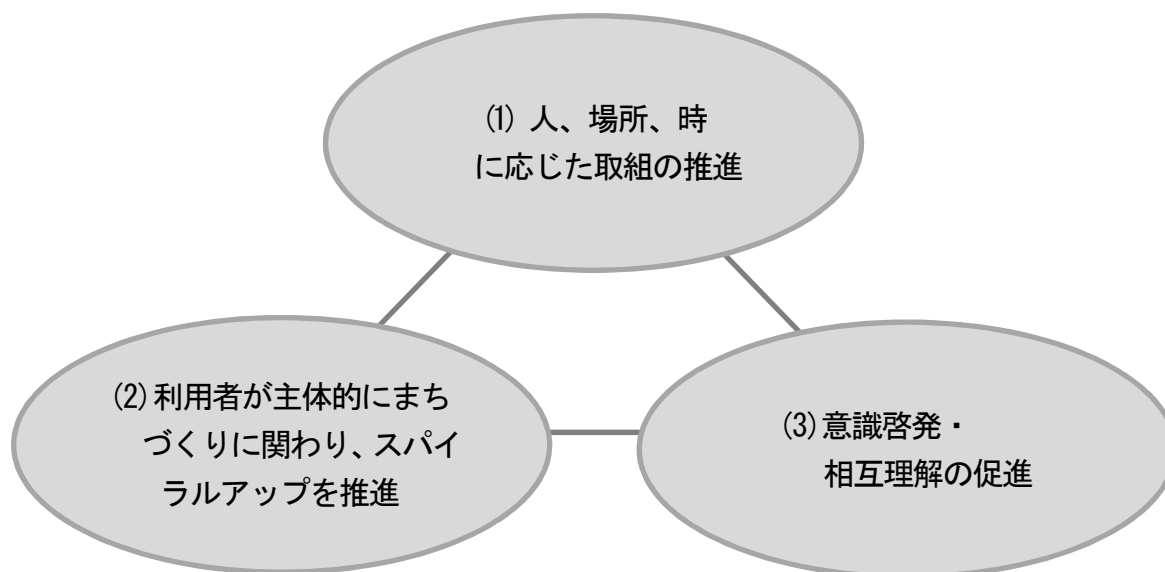 (1) 人、場所、時
に応じた取組の推進
(2) 利用者が主体的にまち
づくりに関わり、スパイ
ラルアップを推進
(3) 意識啓発・
相互理解の促進